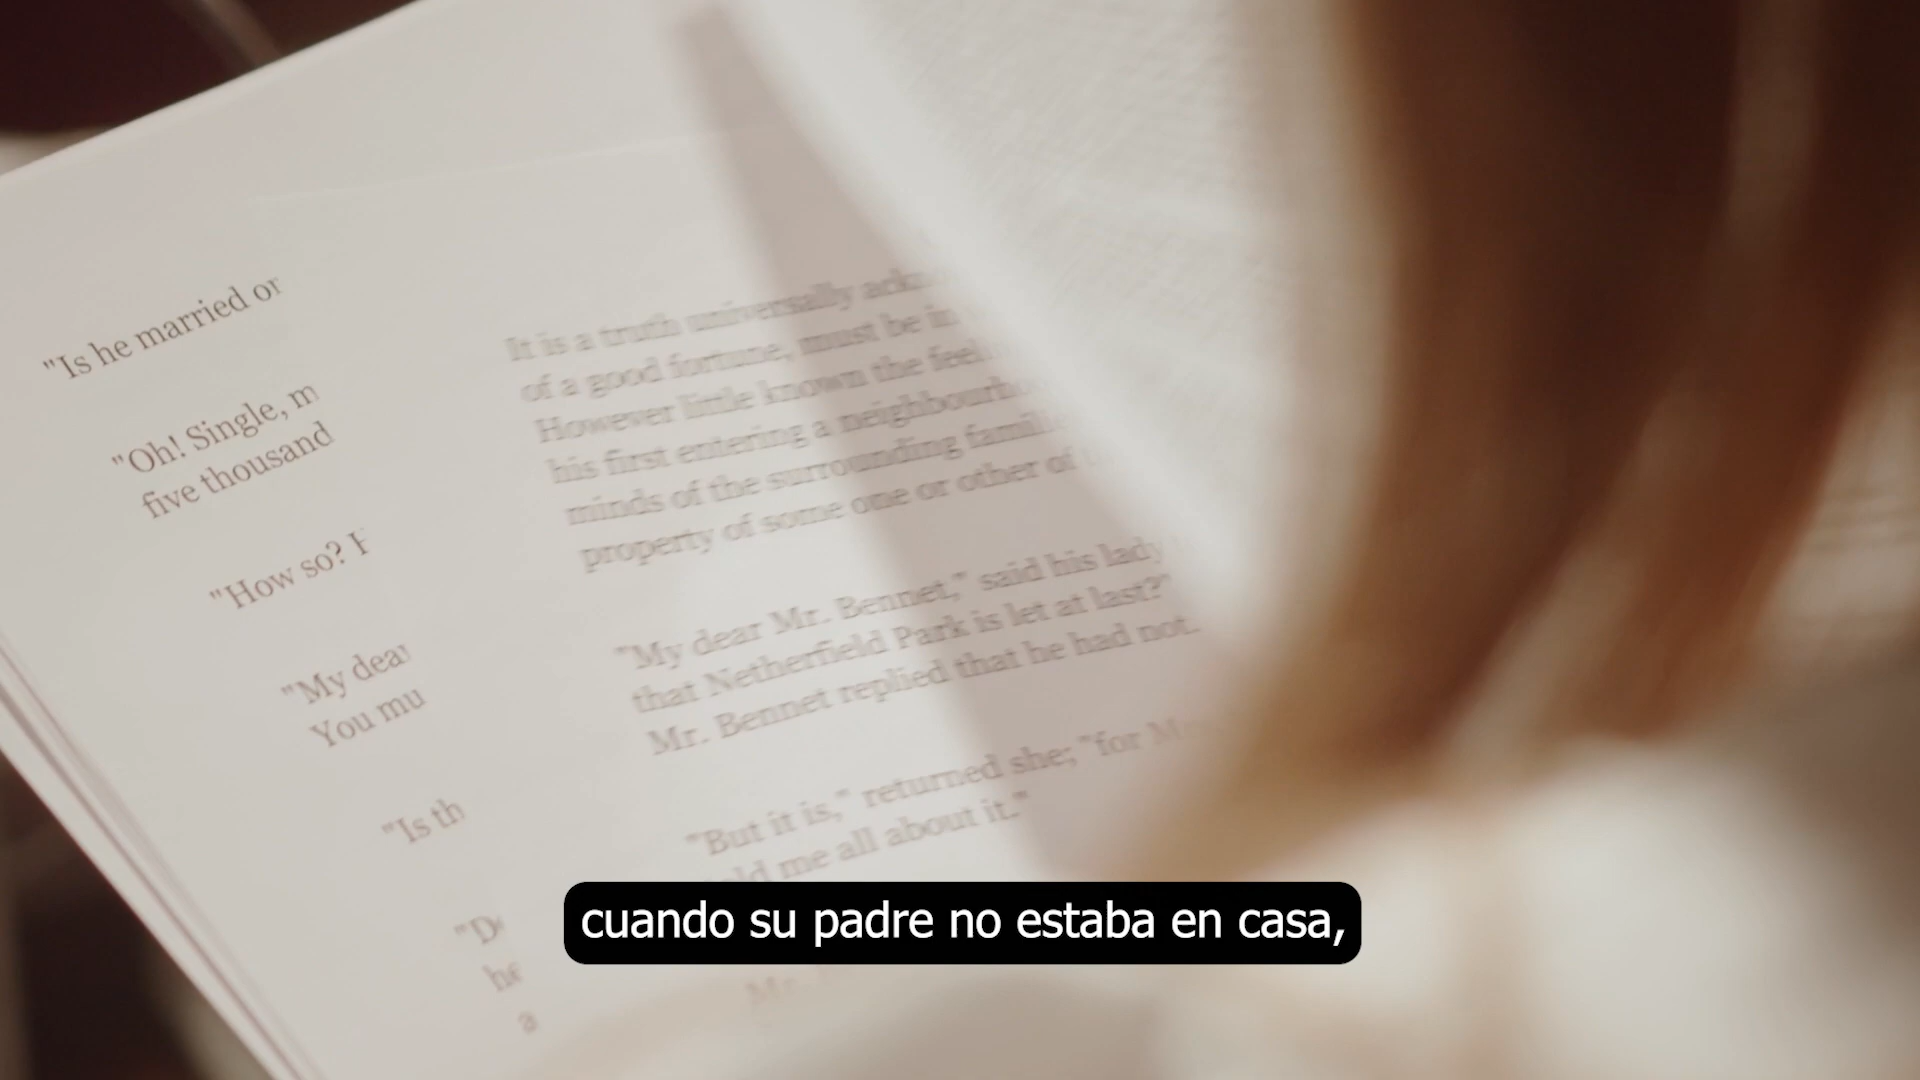 "Is he married or
"Oh! Single, m
five thousand
"How so?
"My dear
You mu
"Is th
he
a
It is a truth universally
of a good fortune, must be in
However little known the
his first entering a
minds of the surrounding
property of some one or other of
"My dear Mr. Bennet," said his lady
that Netherfield Park is let at last?"
Mr. Bennet replied that he had not.
"But it is," returned she; "for
me all about it."
cuando su padre no estaba en casa,